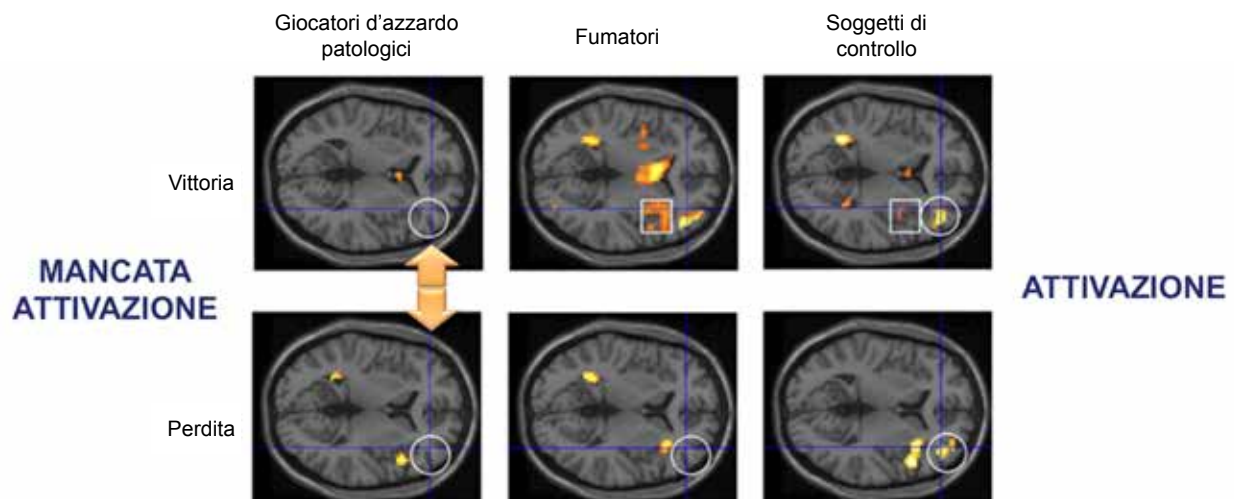 Giocatori d'azzardo
patologici
Fumatori
Soggetti di
controllo
Vittoria
MANCATA
ATTIVAZIONE
ATTIVAZIONE
Perdita